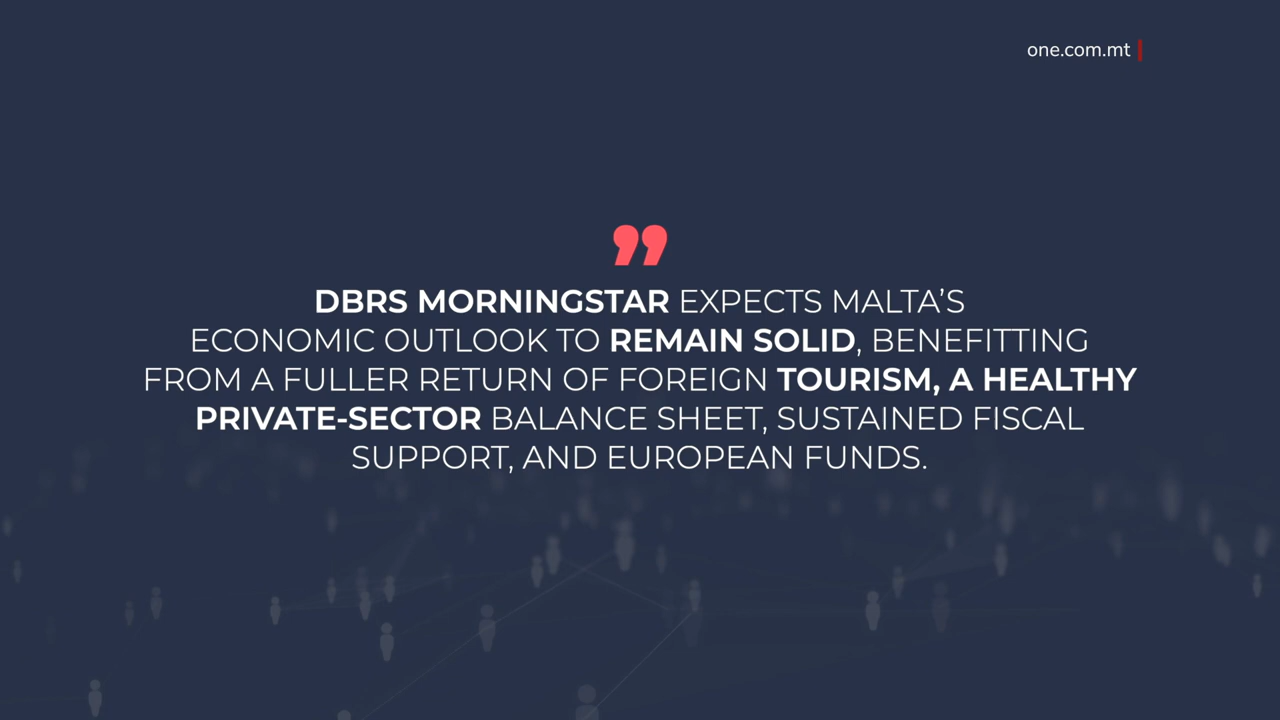 one.com.mt
”
DBRS MORNINGSTAR EXPECTS MALTA’S
ECONOMIC OUTLOOK TO REMAIN SOLID, BENEFITTING
FROM A FULLER RETURN OF FOREIGN TOURISM, A HEALTHY
PRIVATE-SECTOR BALANCE SHEET, SUSTAINED FISCAL
SUPPORT, AND EUROPEAN FUNDS.